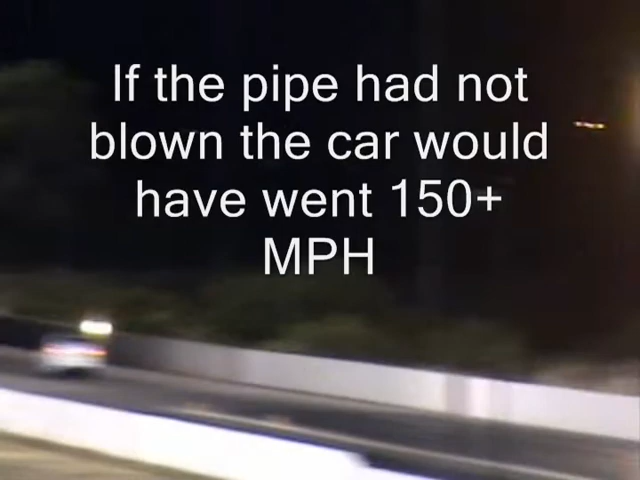 If the pipe had not
blown the car would
have went 150+
MPH